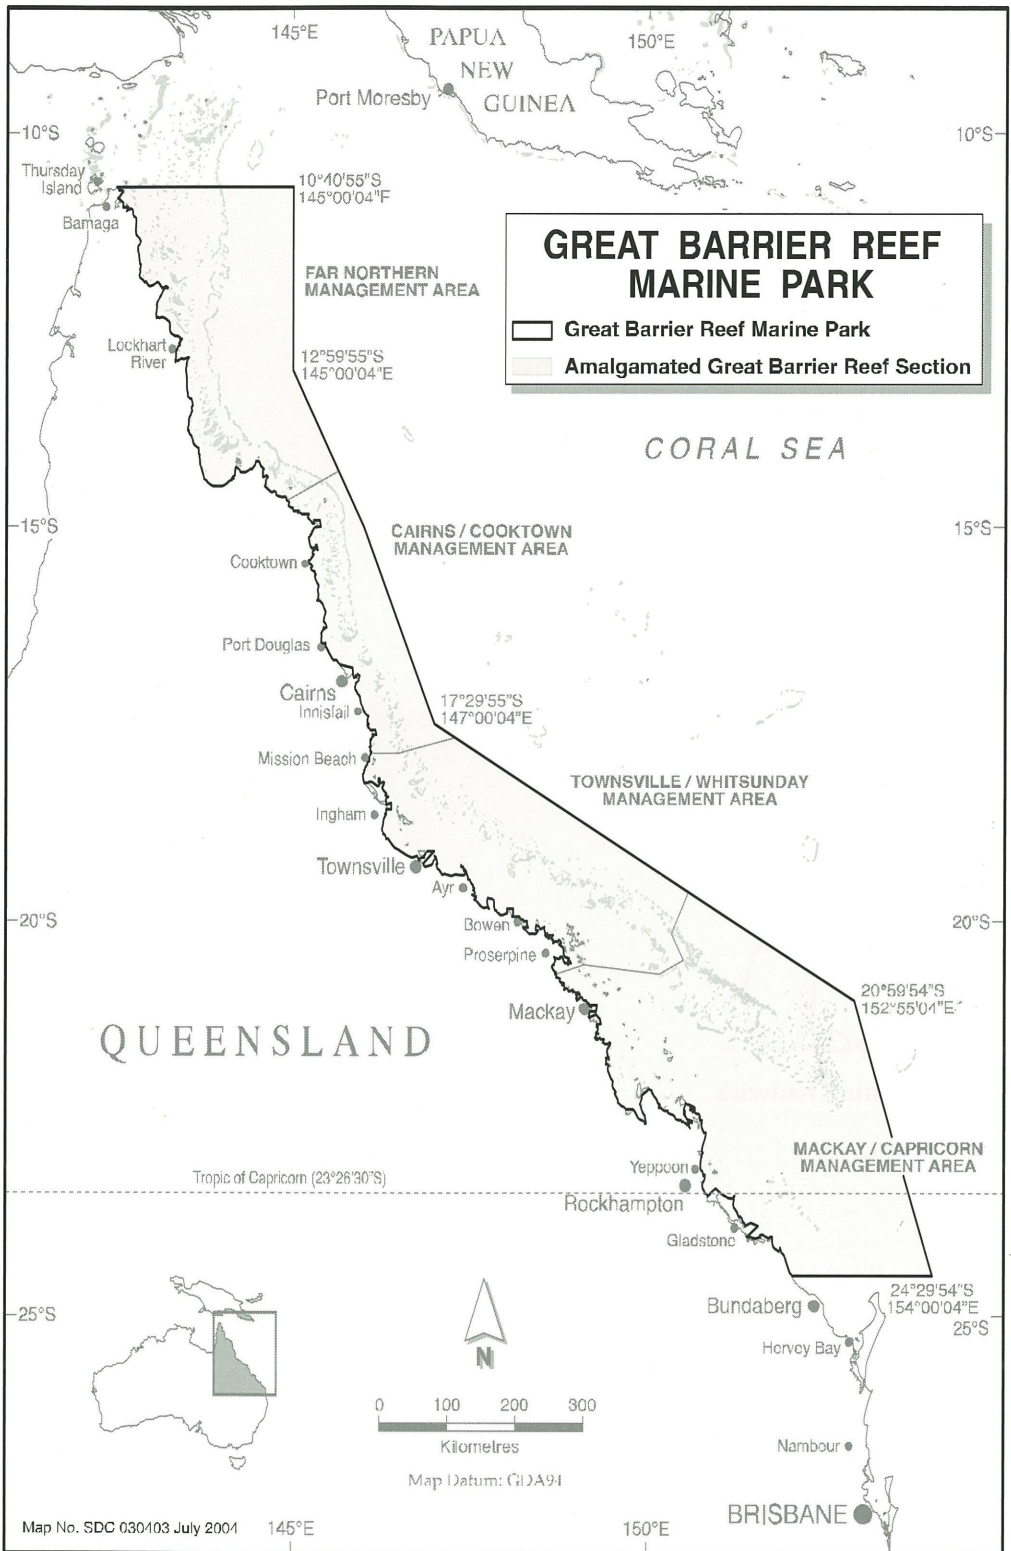 145°E
150°E
PAPUA
NEW
GUINEA
Port Moresby
10°S
10°S
Thursday
Island
Bamaga
10°40'55"S
145°00'04"E
GREAT BARRIER REEF
MARINE PARK
Great Barrier Reef Marine Park
Amalgamated Great Barrier Reef Section
FAR NORTHERN
MANAGEMENT AREA
Lockhart
River
12°59'55"S
145°00'04"E
CORAL SEA
15°S
15°S
CAIRNS / COOKTOWN
MANAGEMENT AREA
Cooktown
Port Douglas
Cairns
Innisfail
17°29'55"S
147°00'04"E
Mission Beach
TOWNSVILLE / WHITSUNDAY
MANAGEMENT AREA
Ingham
Townsville
Ayr
20°S
20°S
Bowen
Proserpine
20°59'54"S
152°55'04"E
Mackay
QUEENSLAND
MACKAY / CAPRICORN
MANAGEMENT AREA
Yeppoon
Tropic of Capricorn (23°26'30"S)
Rockhampton
Gladstone
24°29'54"S
154°00'04"E
25°S
25°S
Bundaberg
Hervey Bay
N
0 100 200 300
Kilometres
Map Datum: GDA94
Nambour
BRISBANE
Map No. SDC 030403 July 2004
145°E
150°E